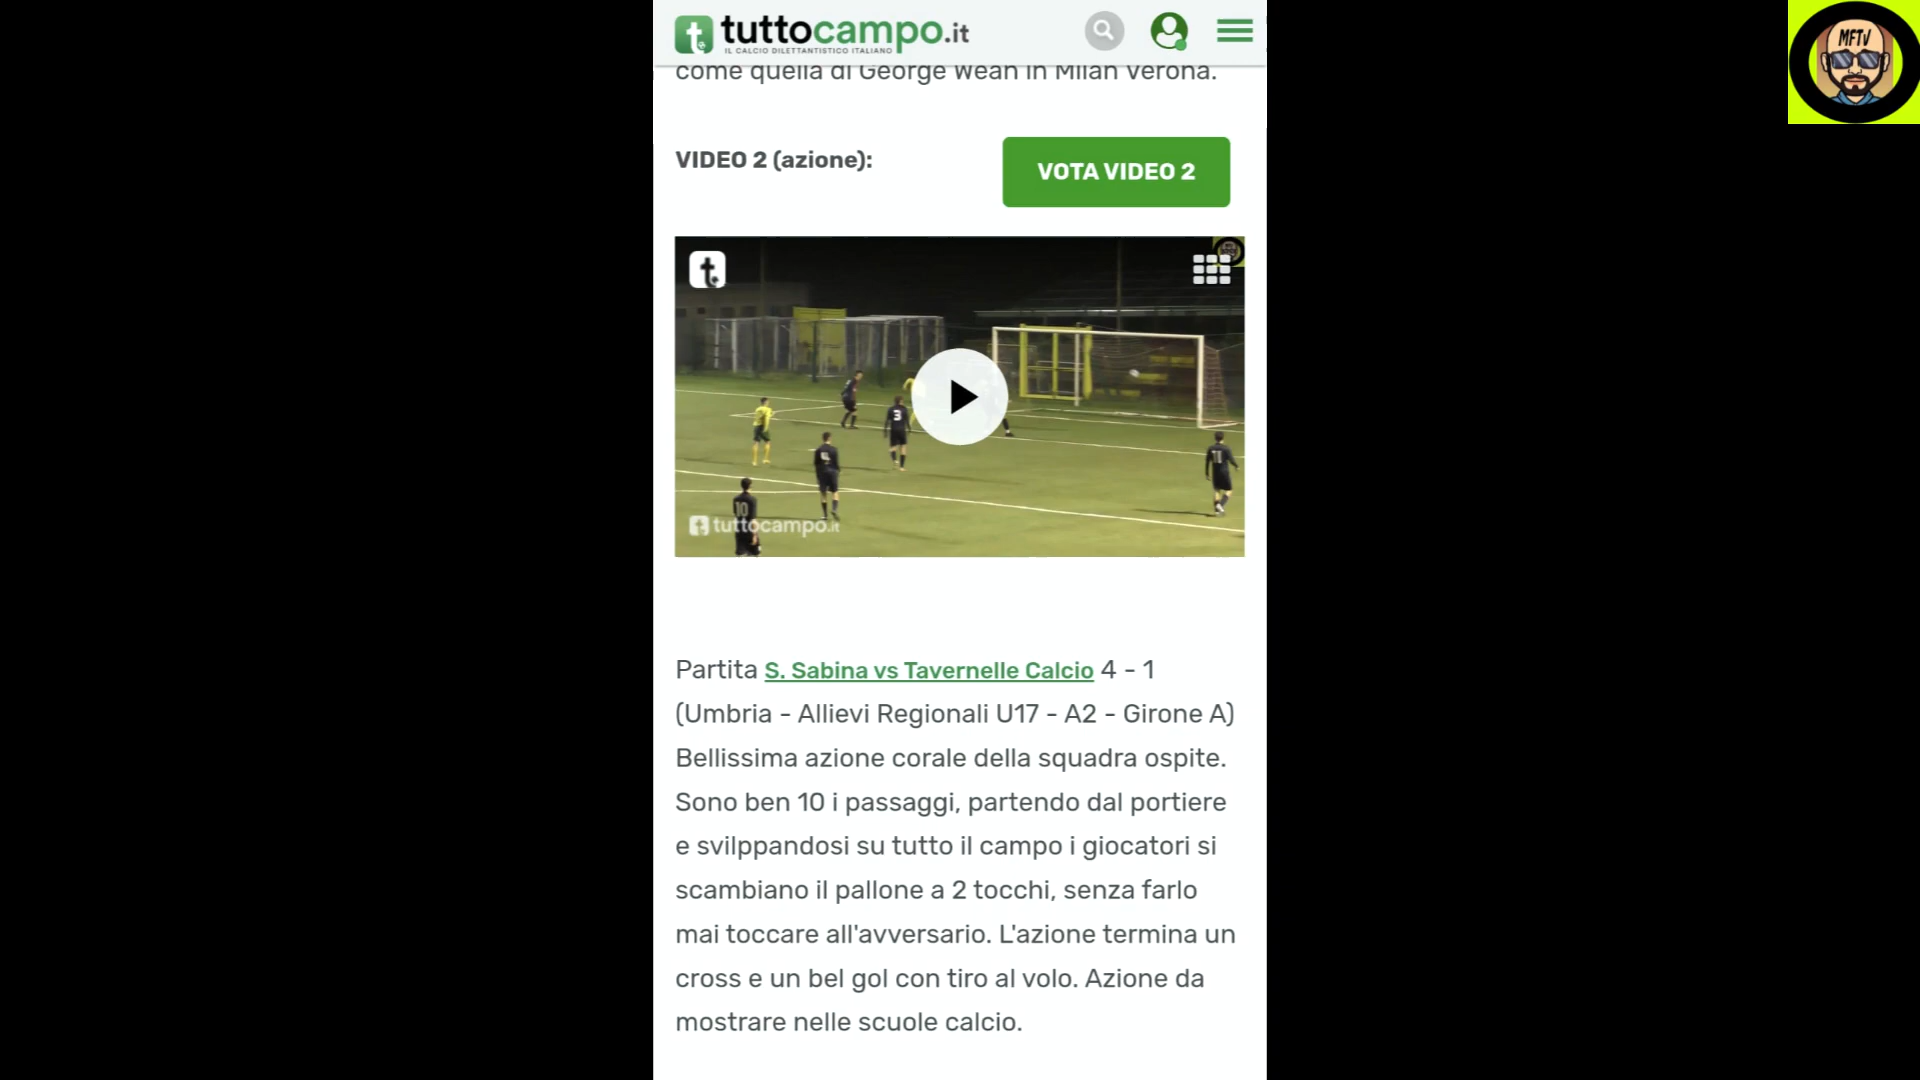 tuttocampo.it
IL CALCIO DILETTANTISTICO ITALIANO
MFTV
come quella di George Weah in Milan Verona.
VIDEO 2 (azione):
VOTA VIDEO 2
3
11
10
tuttocampo.it
Partita S. Sabina vs Tavernelle Calcio 4 - 1
(Umbria - Allievi Regionali U17 - A2 - Girone A)
Bellissima azione corale della squadra ospite.
Sono ben 10 i passaggi, partendo dal portiere
e svilppandosi su tutto il campo i giocatori si
scambiano il pallone a 2 tocchi, senza farlo
mai toccare all'avversario. L'azione termina un
cross e un bel gol con tiro al volo. Azione da
mostrare nelle scuole calcio.